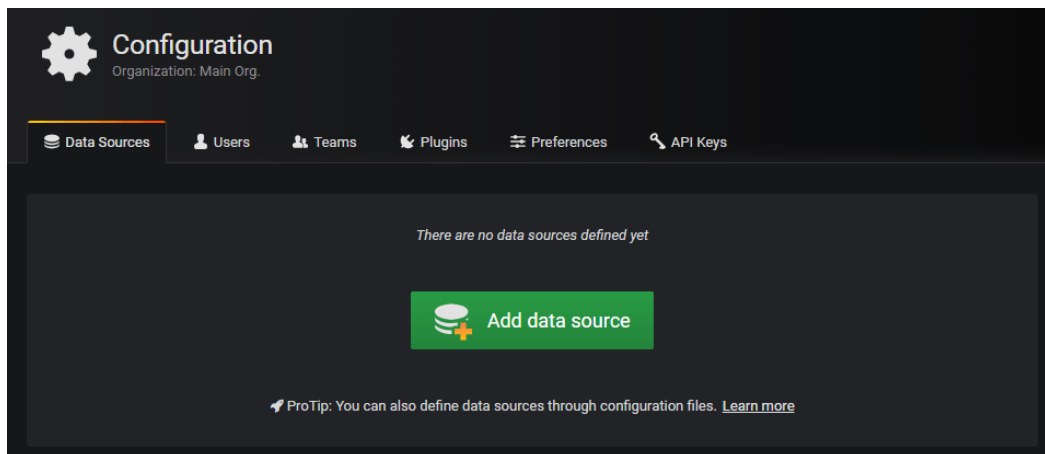 Configuration
Organization: Main Org.
Data Sources Users Teams Plugins Preferences API Keys
There are no data sources defined yet
Add data source
ProTip: You can also define data sources through configuration files. Learn more